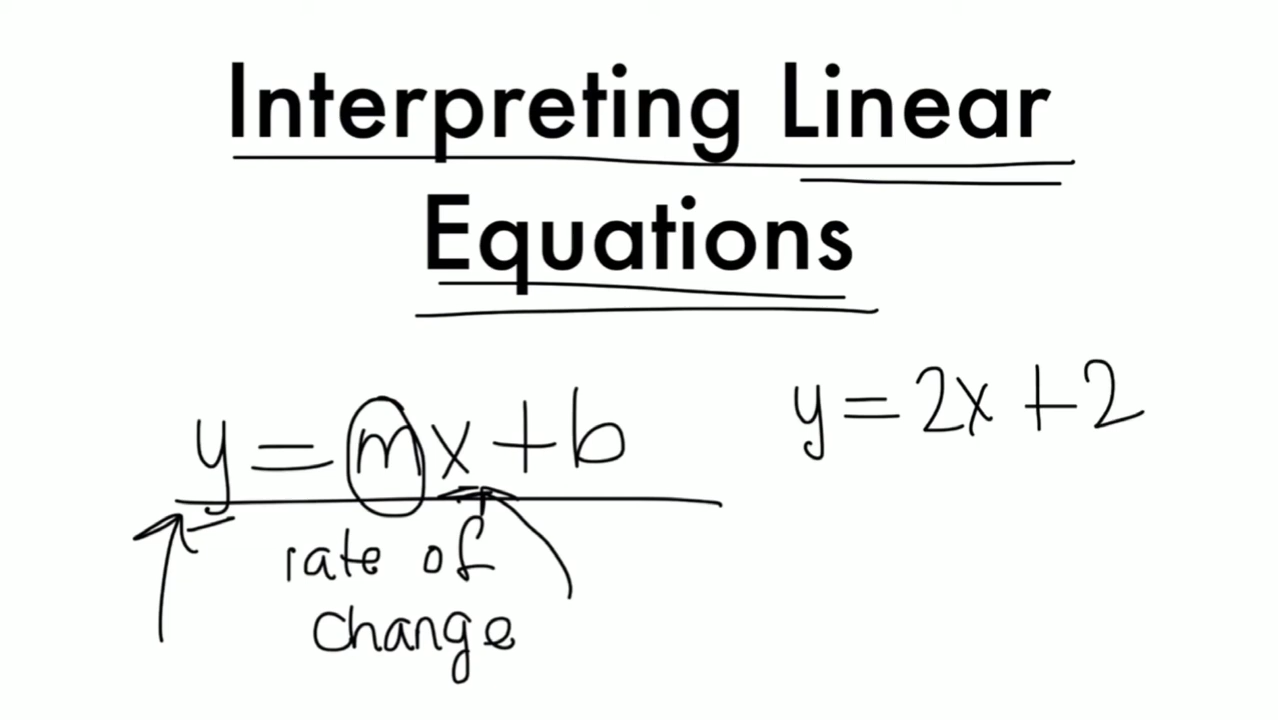 Interpreting Linear
Equations
y = mx + b
y = 2x + 2
rate of
change